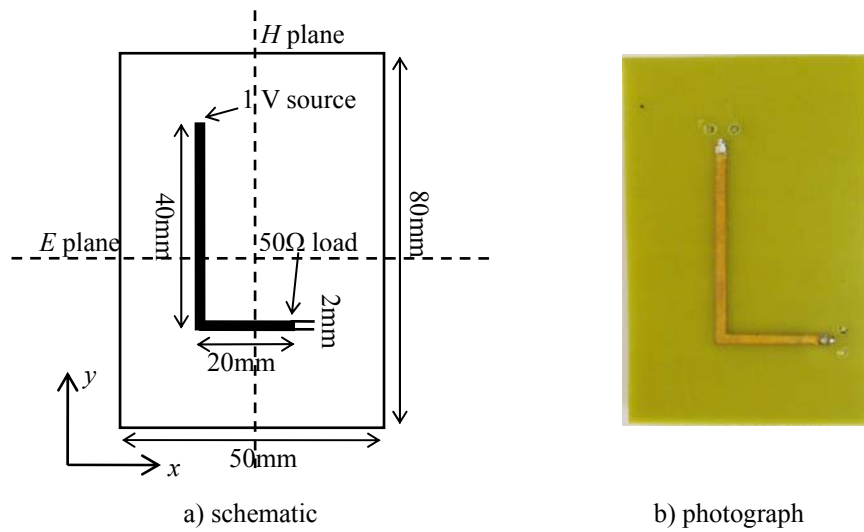 H plane
1 V source
40mm
80mm
E plane
50Ω load
2mm
20mm
y
x
50mm
a) schematic
b) photograph